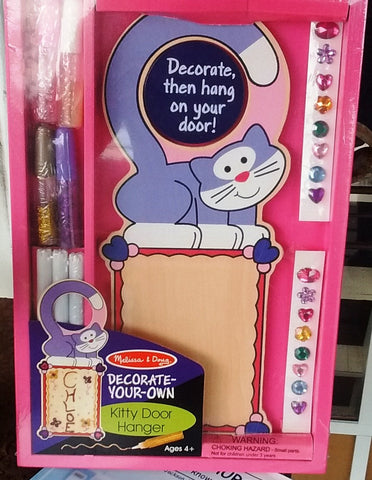 Decorate,
then hang
on your
door!
Melissa & Doug
DECORATE-
YOUR-OWN
Kitty Door
Hanger
Ages 4+
CHLOE
WARNING:
CHOKING HAZARD - Small parts.
Not for children under 3 years